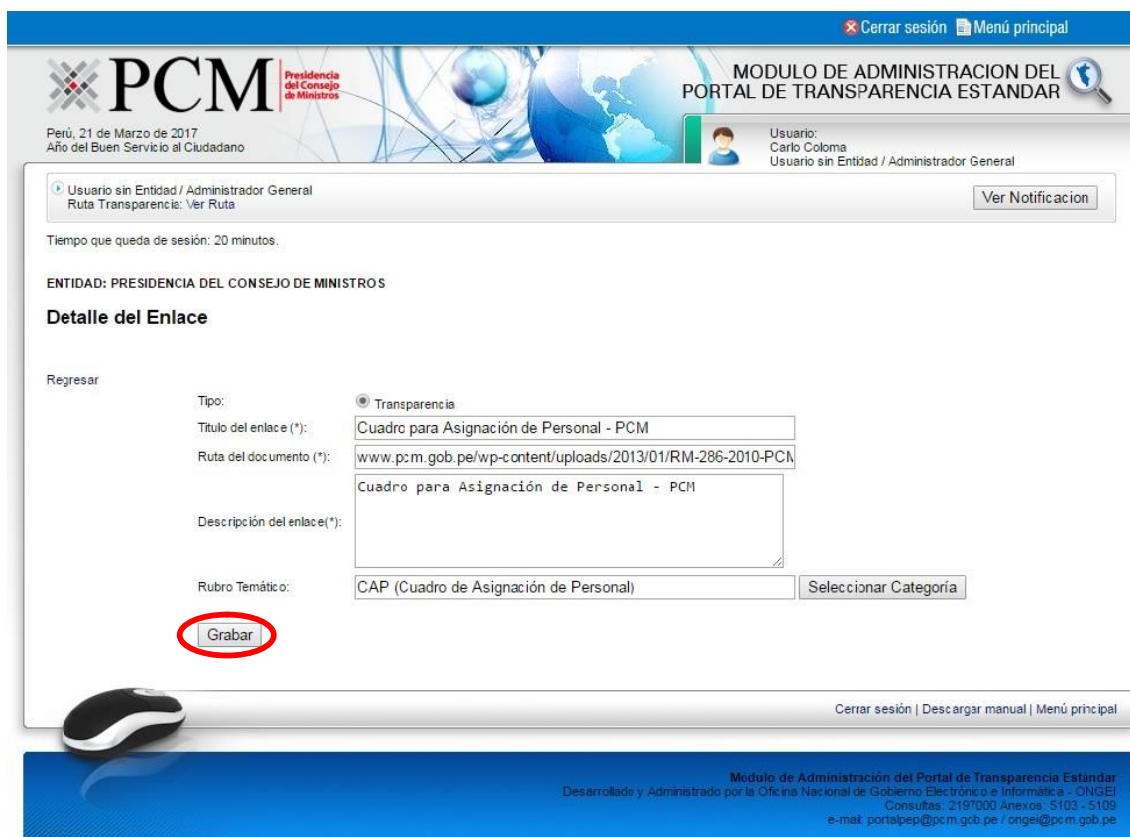 Cerrar sesión Menú principal
PCM Presidencia del Consejo de Ministros
MODULO DE ADMINISTRACION DEL
PORTAL DE TRANSPARENCIA ESTANDAR
Perú, 21 de Marzo de 2017
Año del Buen Servicio al Ciudadano
Usuario:
Carlo Coloma
Usuario sin Entidad / Administrador General
Usuario sin Entidad / Administrador General
Ruta Transparencia: Ver Ruta
Ver Notificacion
Tiempo que queda de sesión: 20 minutos.
ENTIDAD: PRESIDENCIA DEL CONSEJO DE MINISTROS
Detalle del Enlace
Regresar
Tipo: Transparencia
Titulo del enlace (*): Cuadro para Asignación de Personal - PCM
Ruta del documento (*): www.pcm.gob.pe/wp-content/uploads/2013/01/RM-286-2010-PCM
Cuadro para Asignación de Personal - PCM
Descripción del enlace(*):
Rubro Temático: CAP (Cuadro de Asignación de Personal) Seleccionar Categoría
Grabar
Cerrar sesión | Descargar manual | Menú principal
Módulo de Administración del Portal de Transparencia Estándar
Desarrollado y Administrado por la Oficina Nacional de Gobierno Electrónico e Informática - ONGEI
Consultas: 2197000 Anexos: 5103 - 5109
e-mail: portalpep@pcm.gob.pe / ongei@pcm.gob.pe